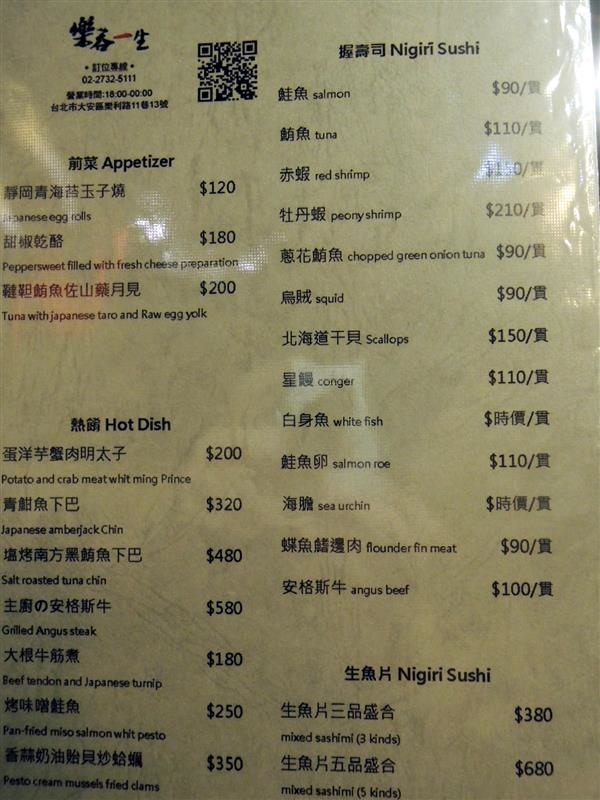 樂吞一生
• 訂位專線 •
02-2732-5111
營業時間:18:00-00:00
台北市大安區樂利路11巷13號
前菜 Appetizer
靜岡青海苔玉子燒 $120
Japanese egg rolls
甜椒乾酪 $180
Peppersweet filled with fresh cheese preparation
韃靼鮪魚佐山藥月見 $200
Tuna with japanese taro and Raw egg yolk
熱餚 Hot Dish
蛋洋芋蟹肉明太子 $200
Potato and crab meat whit ming Prince
青魽魚下巴 $320
Japanese amberjack Chin
塩烤南方黑鮪魚下巴 $480
Salt roasted tuna chin
主廚の安格斯牛 $580
Grilled Angus steak
大根牛筋煮 $180
Beef tendon and Japanese turnip
烤味噌鮭魚 $250
Pan-fried miso salmon whit pesto
香蒜奶油貽貝炒蛤蠣 $350
Pesto cream mussels fried clams
握壽司 Nigiri Sushi
鮭魚 salmon $90/貫
鮪魚 tuna $110/貫
赤蝦 red shrimp $150/貫
牡丹蝦 peony shrimp $210/貫
蔥花鮪魚 chopped green onion tuna $90/貫
烏賊 squid $90/貫
北海道干貝 Scallops $150/貫
星鰻 conger $110/貫
白身魚 white fish $時價/貫
鮭魚卵 salmon roe $110/貫
海膽 sea urchin $時價/貫
蝶魚鰭邊肉 flounder fin meat $90/貫
安格斯牛 angus beef $100/貫
生魚片 Nigiri Sushi
生魚片三品盛合 $380
mixed sashimi (3 kinds)
生魚片五品盛合 $680
mixed sashimi (5 kinds)